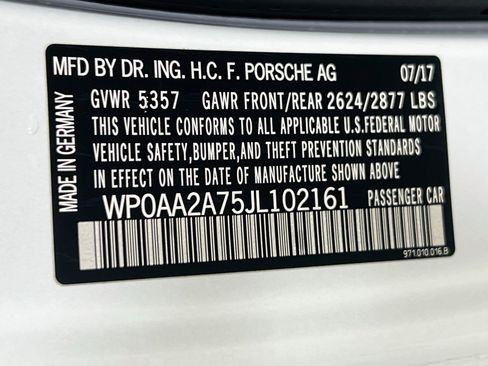 MFD BY DR. ING. H.C. F. PORSCHE AG 07/17
GVWR 5357 GAWR FRONT/REAR 2624/2877 LBS
THIS VEHICLE CONFORMS TO ALL APPLICABLE U.S.FEDERAL MOTOR
VEHICLE SAFETY,BUMPER,AND THEFT PREVENTION STANDARDS
IN EFFECT ON THE DATE OF MANUFACTURE SHOWN ABOVE
WP0AA2A75JL102161 PASSENGER CAR
971.010.016.B
MADE IN GERMANY